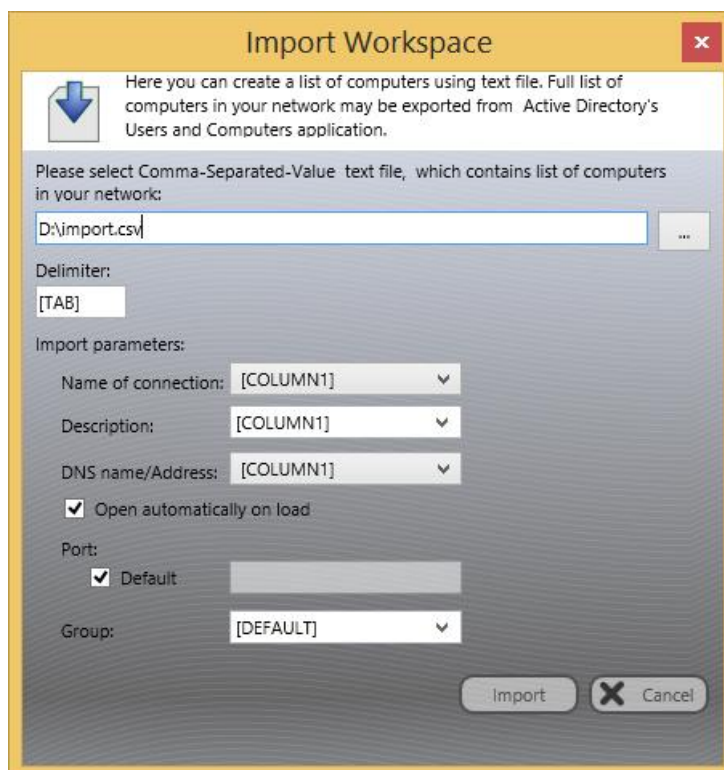 Import Workspace
x
Here you can create a list of computers using text file. Full list of
computers in your network may be exported from Active Directory's
Users and Computers application.
Please select Comma-Separated-Value text file, which contains list of computers
in your network:
D:\import.csv
...
Delimiter:
[TAB]
Import parameters:
Name of connection: [COLUMN1]
Description: [COLUMN1]
DNS name/Address: [COLUMN1]
Open automatically on load
Port:
Default
Group: [DEFAULT]
Import Cancel